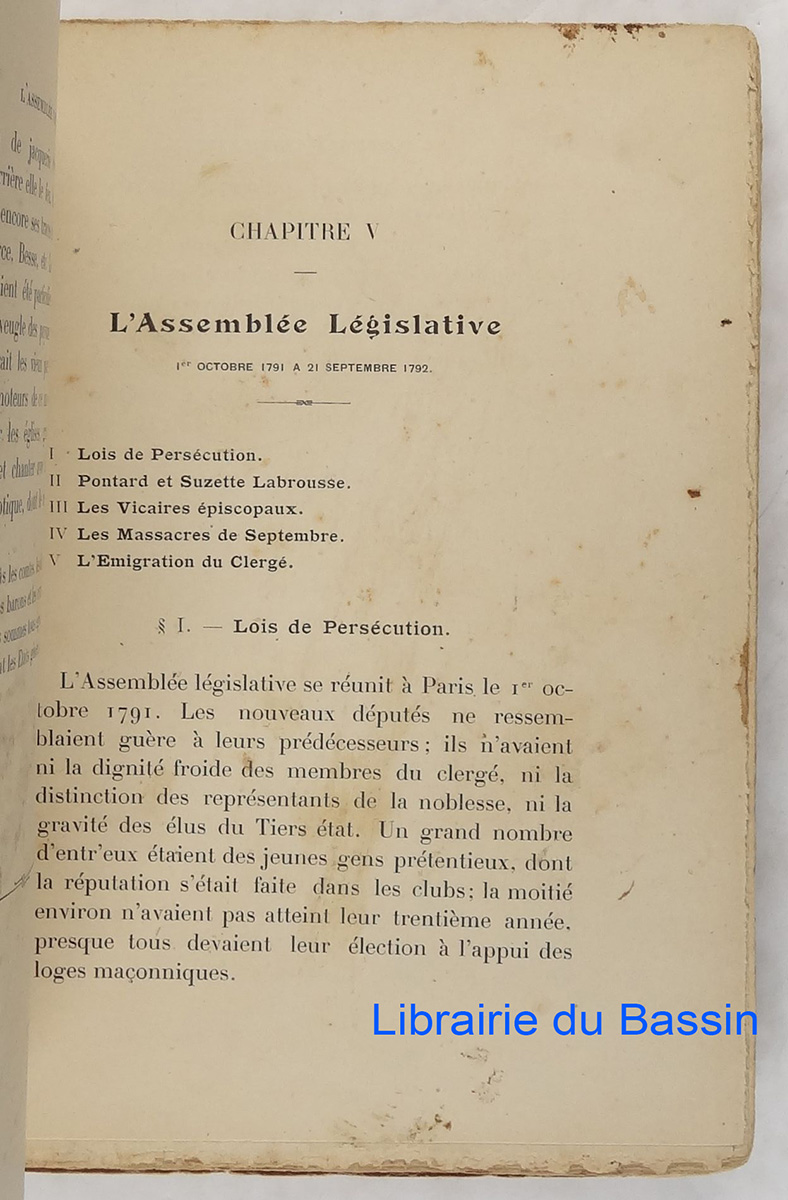 CHAPITRE V
L'Assemblée Législative
1er OCTOBRE 1791 A 21 SEPTEMBRE 1792.
I Lois de Persécution.
II Pontard et Suzette Labrousse.
III Les Vicaires épiscopaux.
IV Les Massacres de Septembre.
V L'Emigration du Clergé.
§ I. — Lois de Persécution.
L'Assemblée législative se réunit à Paris le 1er oc-
tobre 1791. Les nouveaux députés ne ressem-
blaient guère à leurs prédécesseurs ; ils n'avaient
ni la dignité froide des membres du clergé, ni la
distinction des représentants de la noblesse, ni la
gravité des élus du Tiers état. Un grand nombre
d'entr'eux étaient des jeunes gens prétentieux, dont
la réputation s'était faite dans les clubs ; la moitié
environ n'avaient pas atteint leur trentième année,
presque tous devaient leur élection à l'appui des
loges maçonniques.
Librairie du Bassin